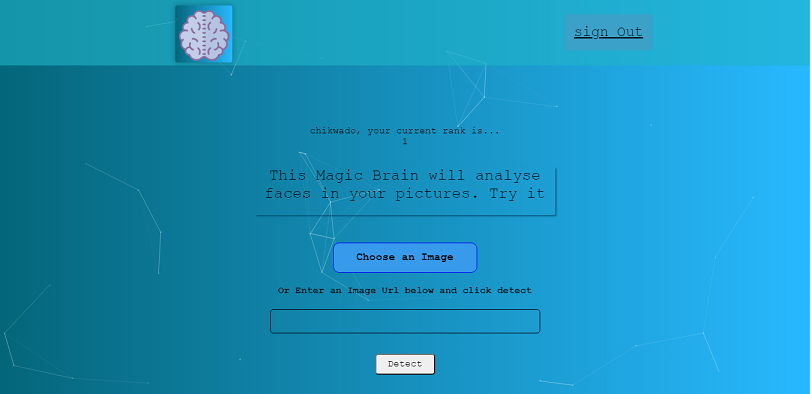 sign Out
chikwado, your current rank is...
1
This Magic Brain will analyse
faces in your pictures. Try it
Choose an Image
Or Enter an Image Url below and click detect
Detect